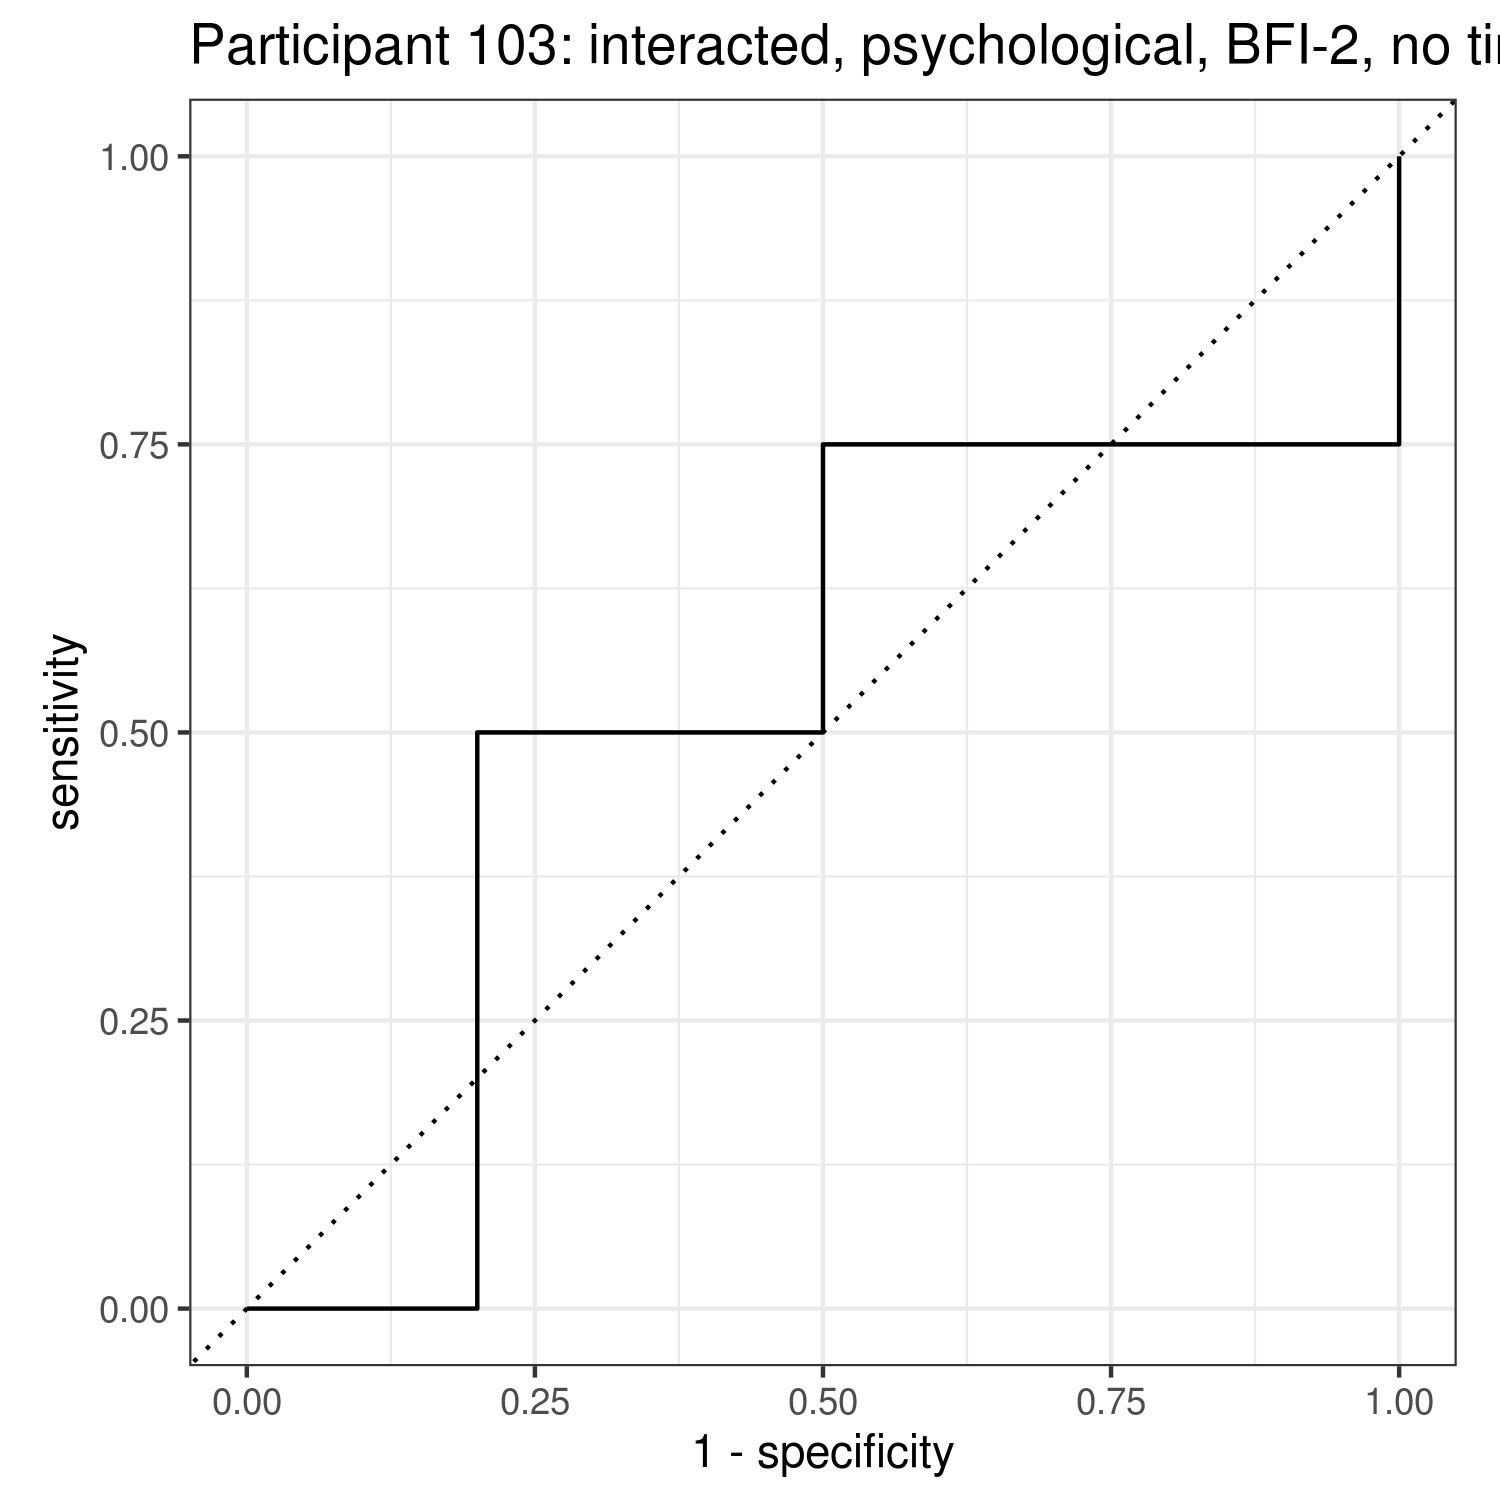 Participant 103: interacted, psychological, BFI-2, no
1.00
0.75
0.50
0.25
0.00
sensitivity
0.00 0.25 0.50 0.75 1.00
1 - specificity